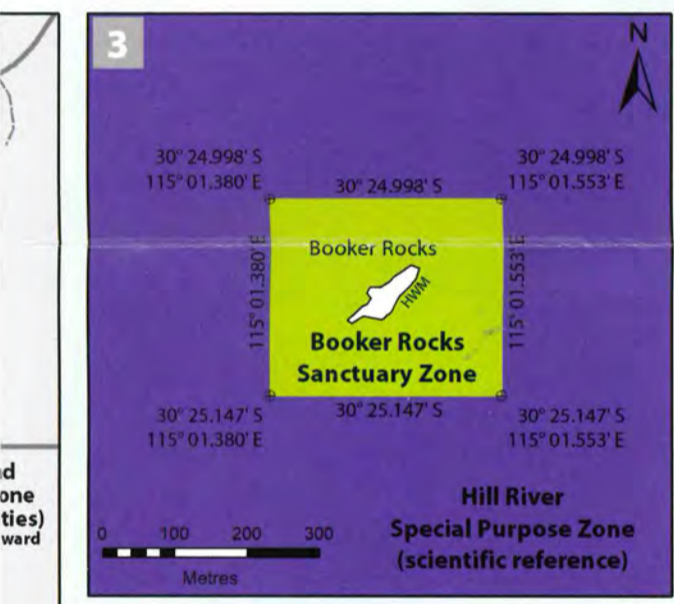 3
N
30° 24.998' S
115° 01.380' E
30° 24.998' S
30° 24.998' S
115° 01.553' E
115° 01.380' E
Booker Rocks
HWM
115° 01.553' E
Booker Rocks
Sanctuary Zone
30° 25.147' S
115° 01.380' E
30° 25.147' S
30° 25.147' S
115° 01.553' E
Hill River
Special Purpose Zone
(scientific reference)
0 100 200 300
Metres
d
one
ties)
ward